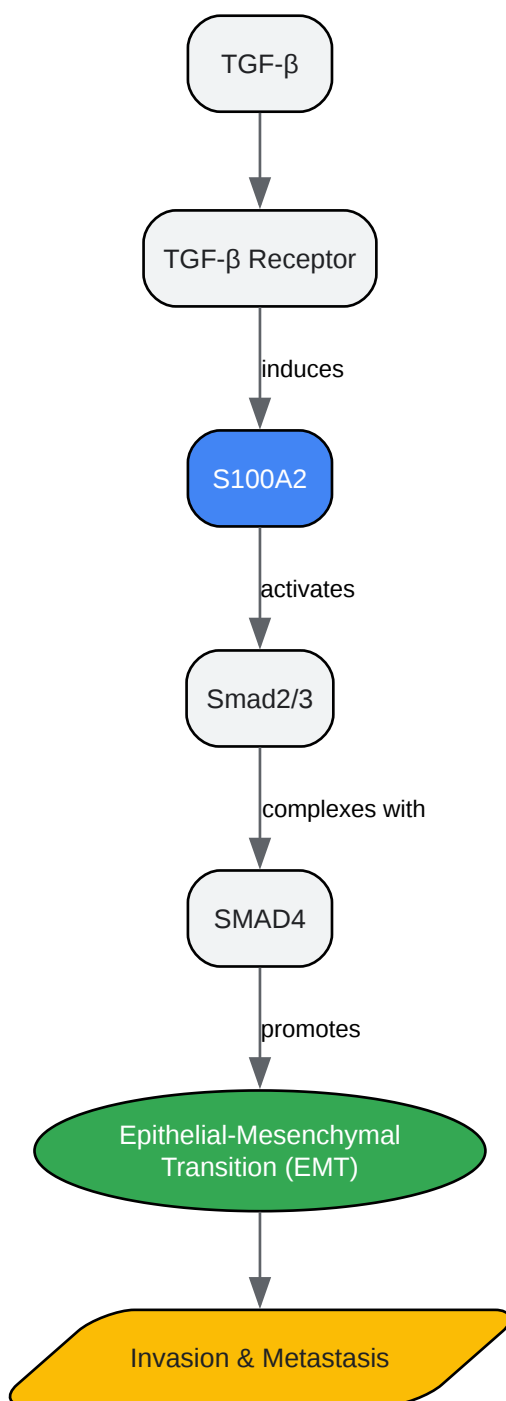 TGF-β
TGF-β Receptor
induces
S100A2
activates
Smad2/3
complexes with
SMAD4
promotes
Epithelial-Mesenchymal
Transition (EMT)
Invasion & Metastasis